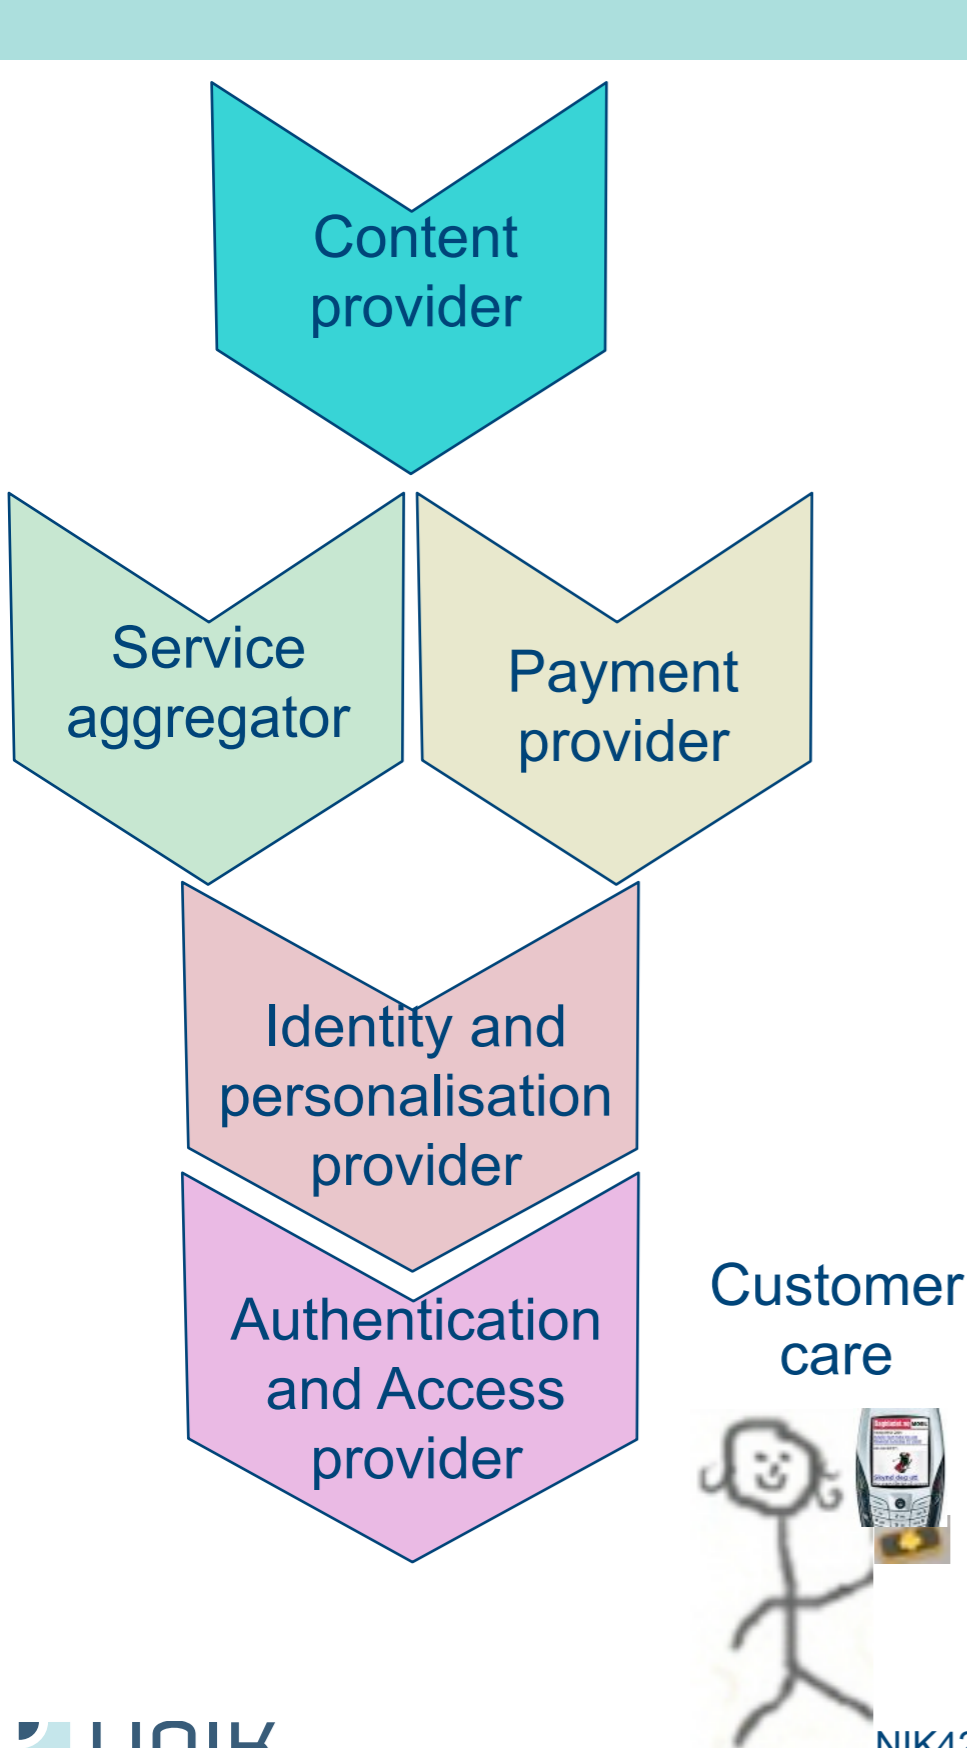 Content
provider
Service
aggregator
Payment
provider
Identity and
personalisation
provider
Authentication
and Access
provider
Customer
care